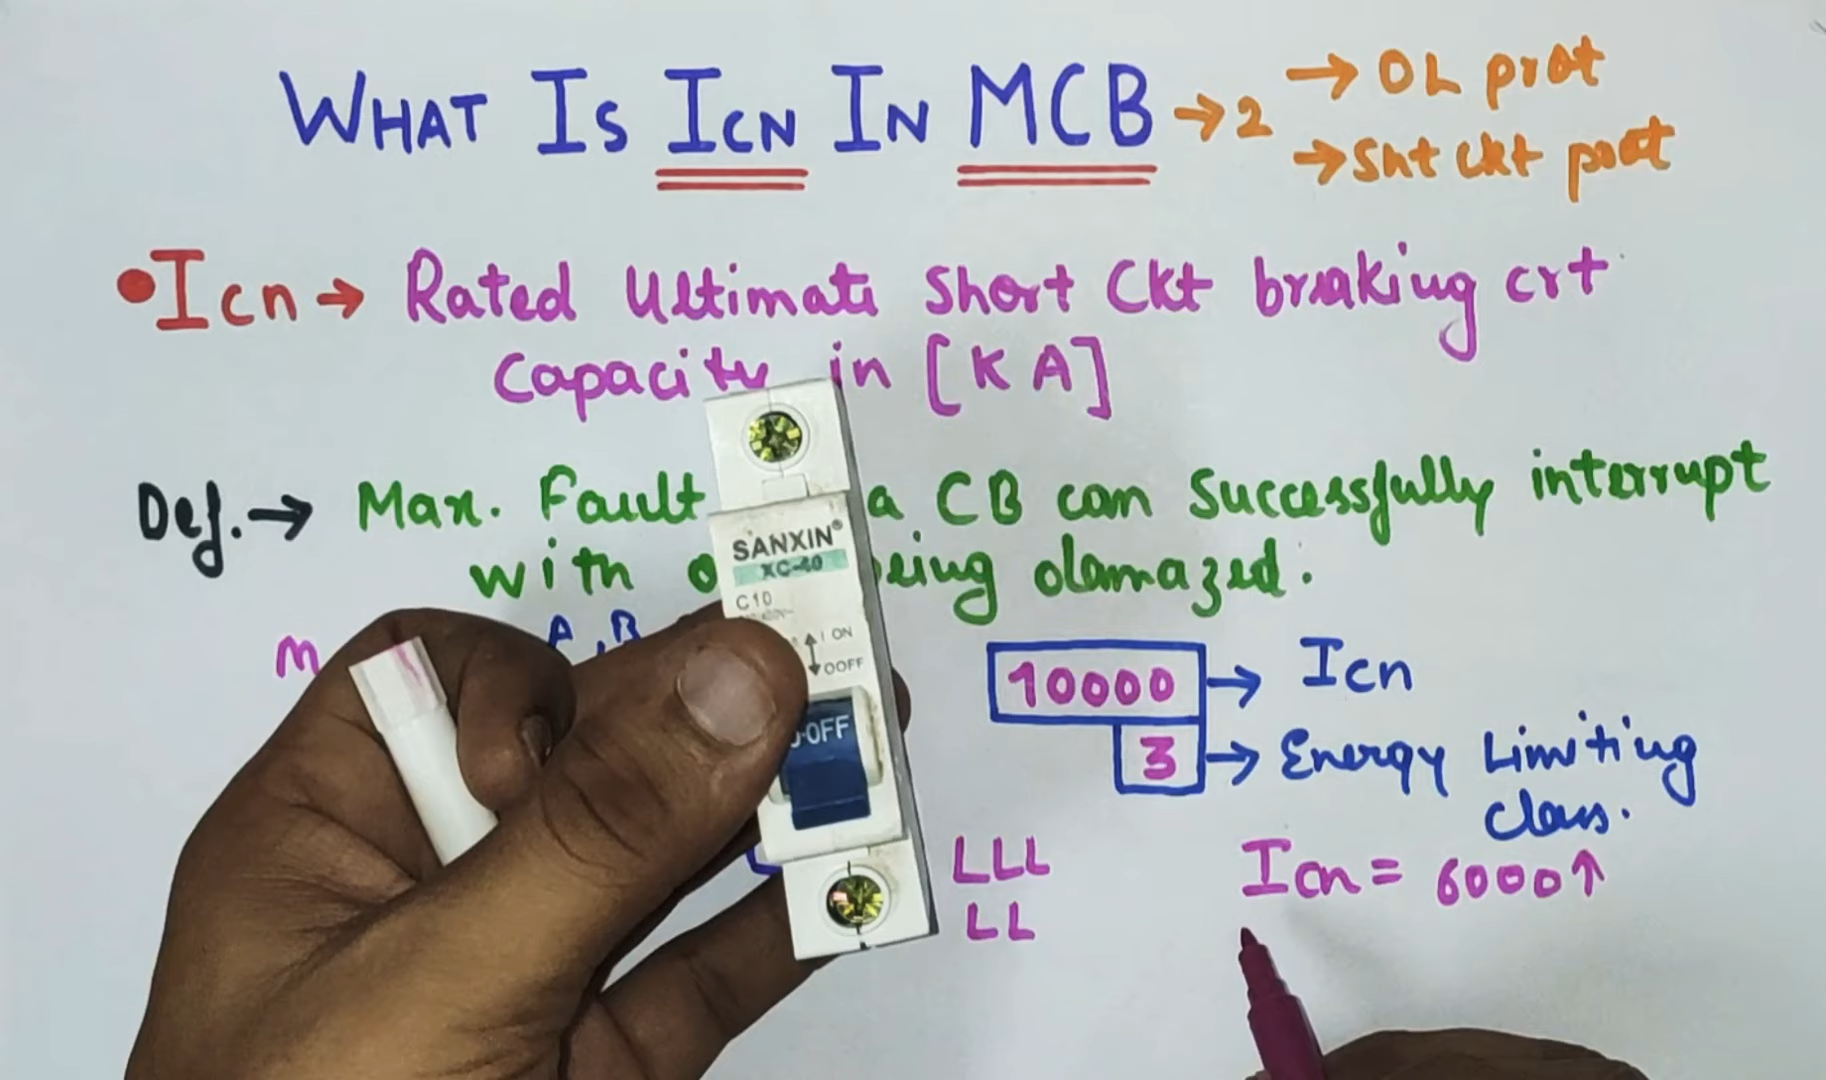 WHAT IS ICN IN MCB → 2 → OL prot
→ Sht ckt prot
• Icn → Rated Ultimate Short Ckt breaking crt
Capacity in [KA]
Def. → Max. Fault a CB can Successfully interrupt
with o eing damazed.
SANXIN®
XC-40
C10
I ON
O OFF
O-OFF
m
A, B
10000 → Icn
3 → Energy Limiting
class.
LLL
LL
Icn = 6000↑